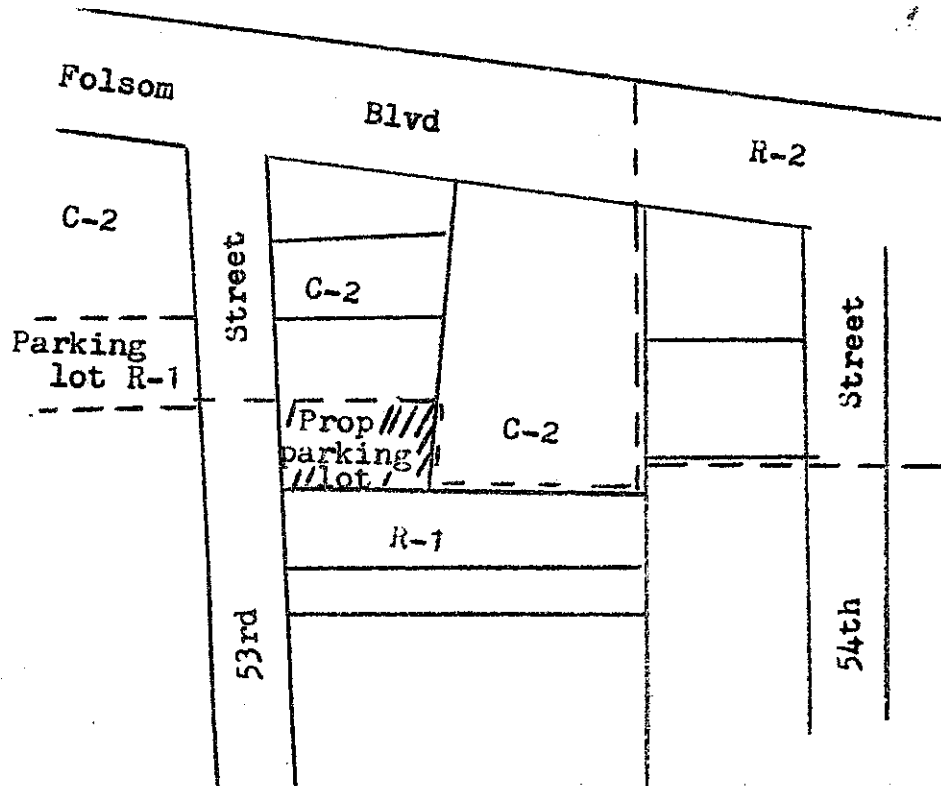 Folsom
Blvd
R-2
C-2
Street
C-2
Parking
lot R-1
Street
Prop
parking
lot
C-2
R-1
53rd
54th